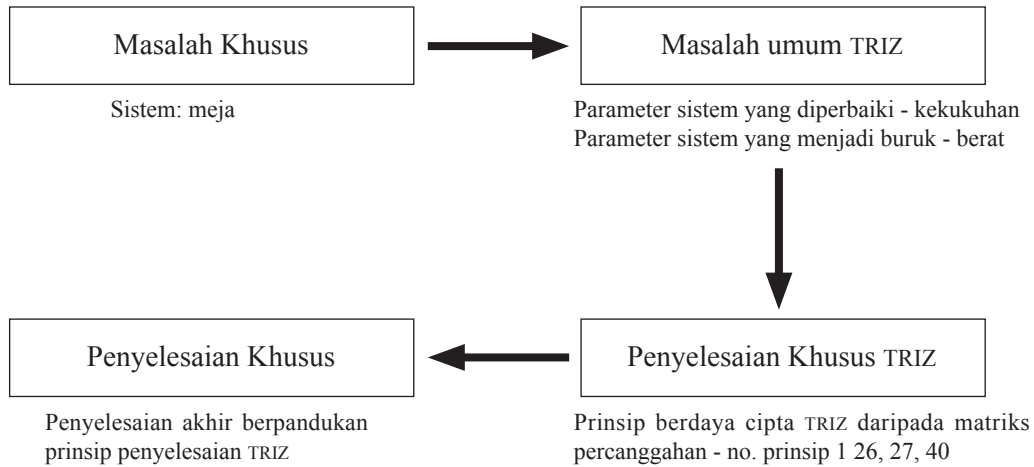 Masalah Khusus
Masalah umum TRIZ
Sistem: meja
Parameter sistem yang diperbaiki - kekukuhan
Parameter sistem yang menjadi buruk - berat
Penyelesaian Khusus
Penyelesaian Khusus TRIZ
Penyelesaian akhir berpandukan
prinsip penyelesaian TRIZ
Prinsip berdaya cipta TRIZ daripada matriks
percanggahan - no. prinsip 1 26, 27, 40